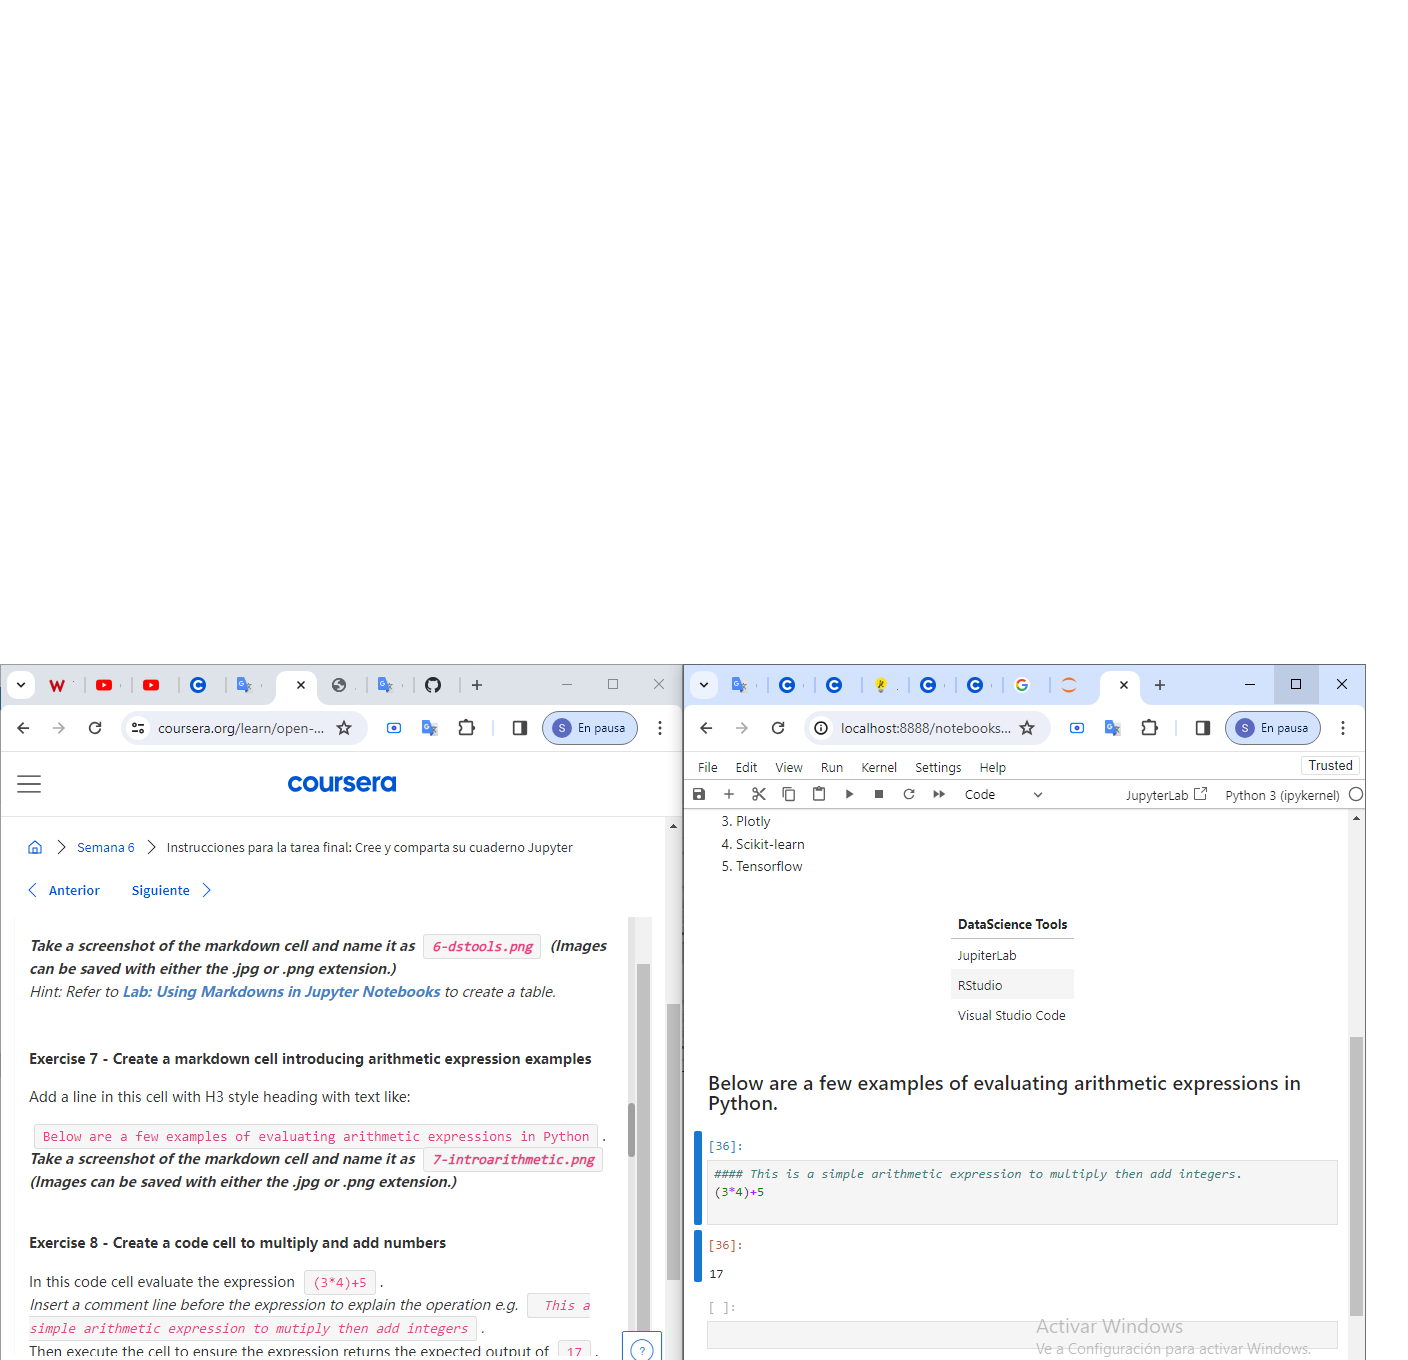 coursera.org/learn/open-...
En pausa
coursera
Semana 6
Instrucciones para la tarea final: Cree y comparta su cuaderno Jupyter
Anterior
Siguiente
Take a screenshot of the markdown cell and name it as 6-dstools.png (Images
can be saved with either the .jpg or .png extension.)
Hint: Refer to Lab: Using Markdowns in Jupyter Notebooks to create a table.
Exercise 7 - Create a markdown cell introducing arithmetic expression examples
Add a line in this cell with H3 style heading with text like:
Below are a few examples of evaluating arithmetic expressions in Python .
Take a screenshot of the markdown cell and name it as 7-introarithmetic.png
(Images can be saved with either the .jpg or .png extension.)
Exercise 8 - Create a code cell to multiply and add numbers
In this code cell evaluate the expression (3*4)+5 .
Insert a comment line before the expression to explain the operation e.g. This a
simple arithmetic expression to mutiply then add integers .
Then execute the cell to ensure the expression returns the expected output of 17 .
localhost:8888/notebooks...
S En pausa
File Edit View Run Kernel Settings Help
Trusted
Code
JupyterLab
Python 3 (ipykernel)
3. Plotly
4. Scikit-learn
5. Tensorflow
DataScience Tools
JupiterLab
RStudio
Visual Studio Code
Below are a few examples of evaluating arithmetic expressions in
Python.
[36]:
#### This is a simple arithmetic expression to multiply then add integers.
(3*4)+5
[36]:
17
[ ]:
Activar Windows
Ve a Configuración para activar Windows.